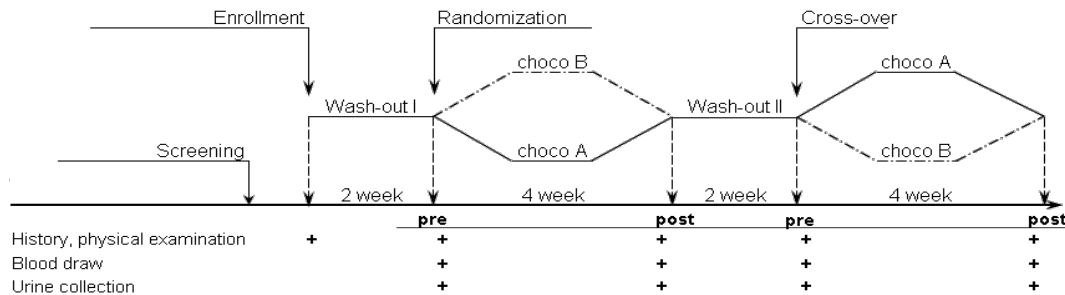 Enrollment Randomization Cross-over
choco B choco A
Wash-out I Wash-out II
Screening choco A choco B
2 week 4 week 2 week 4 week
pre post pre post
History, physical examination + + + + +
Blood draw + + + +
Urine collection + + + +